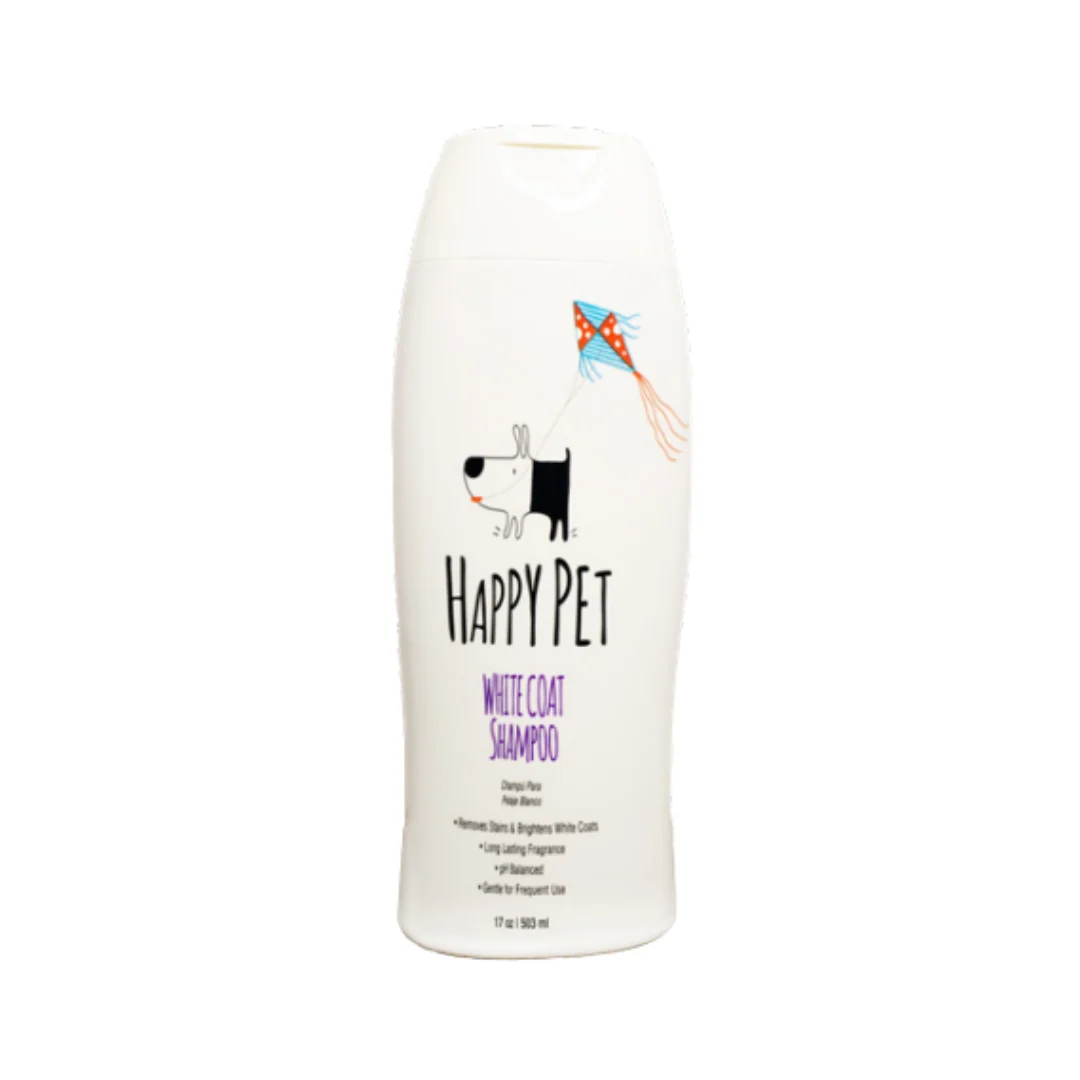 HAPPY PET
WHITE COAT
SHAMPOO
Champú Para
Pelaje Blanco
• Removes Stains & Brightens White Coats
• Long Lasting Fragrance
• pH Balanced
• Gentle for Frequent Use
17 oz | 503 ml